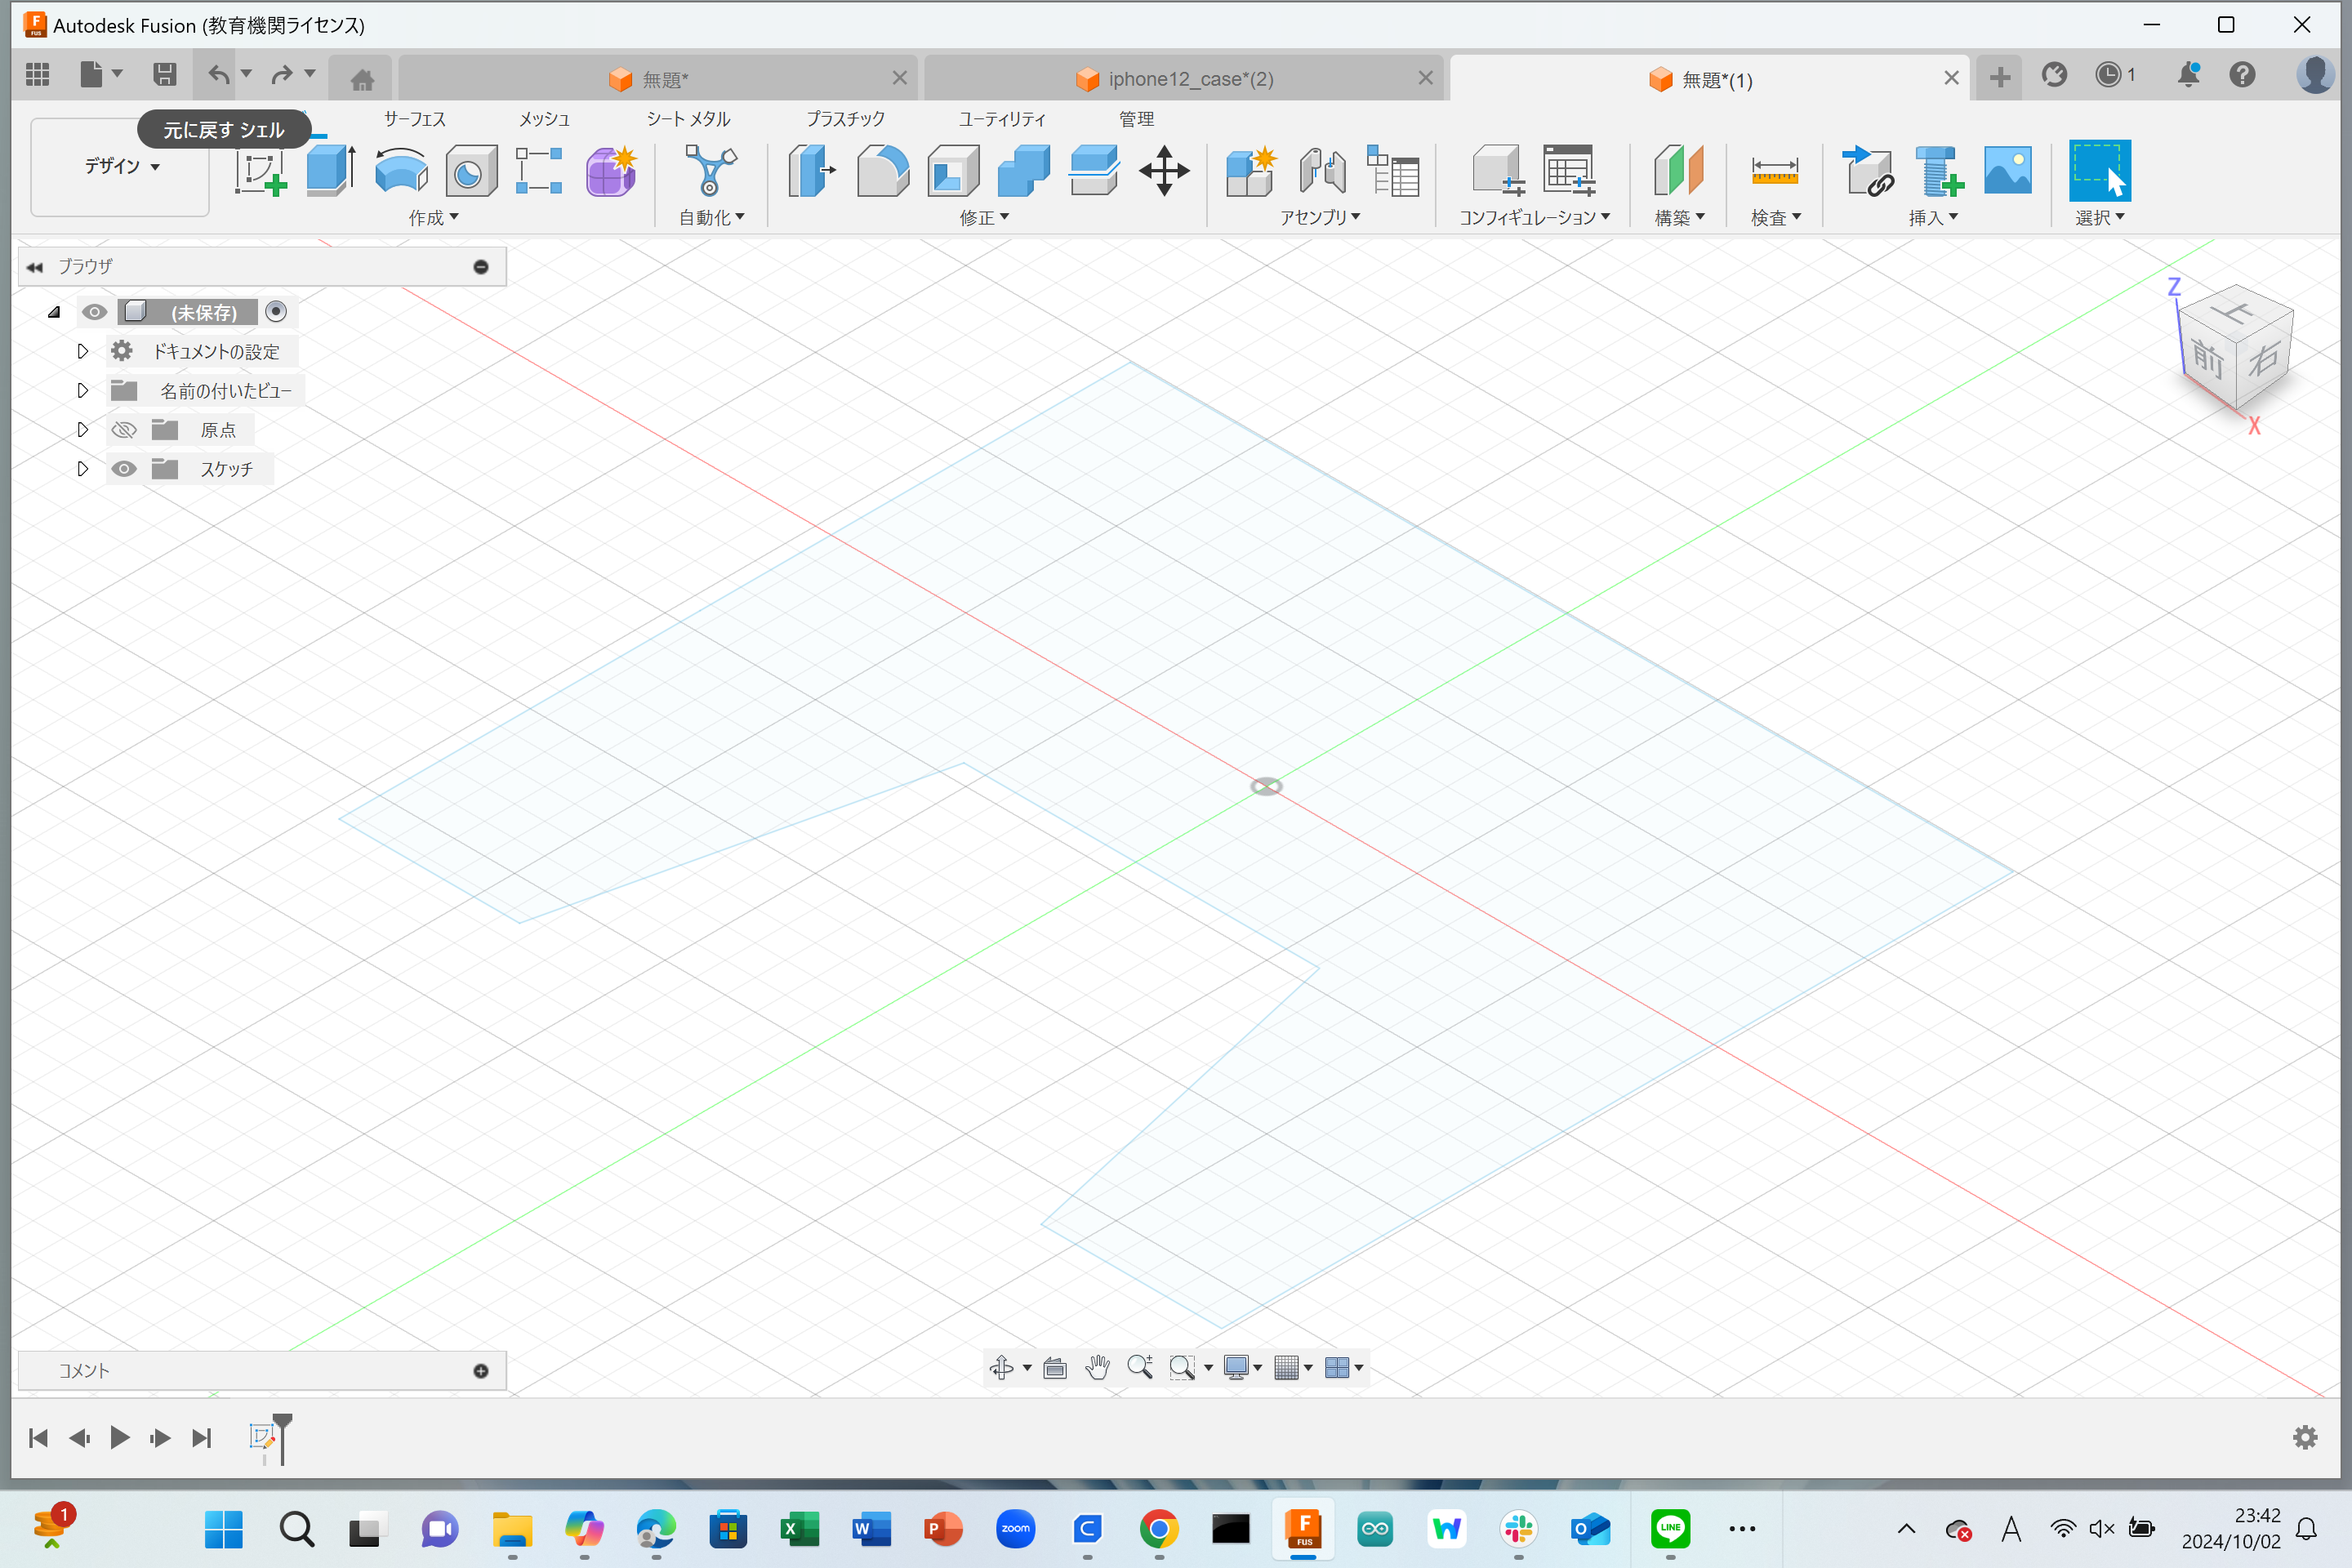 Autodesk Fusion (教育機関ライセンス)
無題*
iphone12_case*(2)
無題*(1)
1
元に戻す シェル
サーフェス
メッシュ
シート メタル
プラスチック
ユーティリティ
管理
デザイン
作成
自動化
修正
アセンブリ
コンフィギュレーション
構築
検査
挿入
選択
ブラウザ
(未保存)
ドキュメントの設定
名前の付いたビュー
原点
スケッチ
Z
上
前
右
X
コメント
1
zoom
F
FUS
LINE
A
23:42
2024/10/02